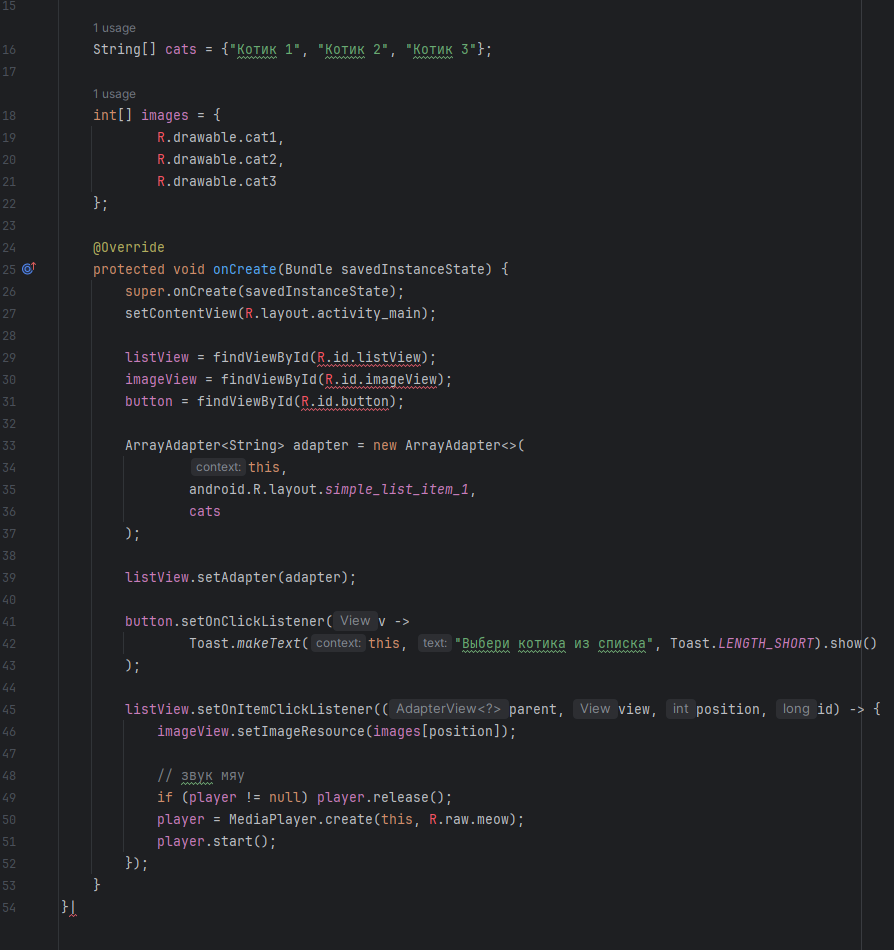 15
1 usage
16 String[] cats = {"Котик 1", "Котик 2", "Котик 3"};
17
1 usage
18 int[] images = {
19 R.drawable.cat1,
20 R.drawable.cat2,
21 R.drawable.cat3
22 };
23
24 @Override
25 protected void onCreate(Bundle savedInstanceState) {
26 super.onCreate(savedInstanceState);
27 setContentView(R.layout.activity_main);
28
29 listView = findViewById(R.id.listView);
30 imageView = findViewById(R.id.imageView);
31 button = findViewById(R.id.button);
32
33 ArrayAdapter<String> adapter = new ArrayAdapter<>(
34 context: this,
35 android.R.layout.simple_list_item_1,
36 cats
37 );
38
39 listView.setAdapter(adapter);
40
41 button.setOnClickListener( View v ->
42 Toast.makeText( context: this, text: "Выбери котика из списка", Toast.LENGTH_SHORT).show()
43 );
44
45 listView.setOnItemClickListener(( AdapterView<?> parent, View view, int position, long id) -> {
46 imageView.setImageResource(images[position]);
47
48 // звук мяу
49 if (player != null) player.release();
50 player = MediaPlayer.create(this, R.raw.meow);
51 player.start();
52 });
53 }
54 }